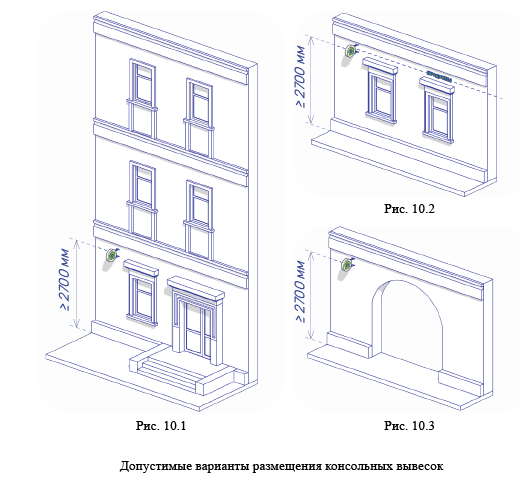 ≥ 2700 мм
Рис. 10.2
≥ 2700 мм
≥ 2700 мм
Рис. 10.1
Рис. 10.3
Допустимые варианты размещения консольных вывесок